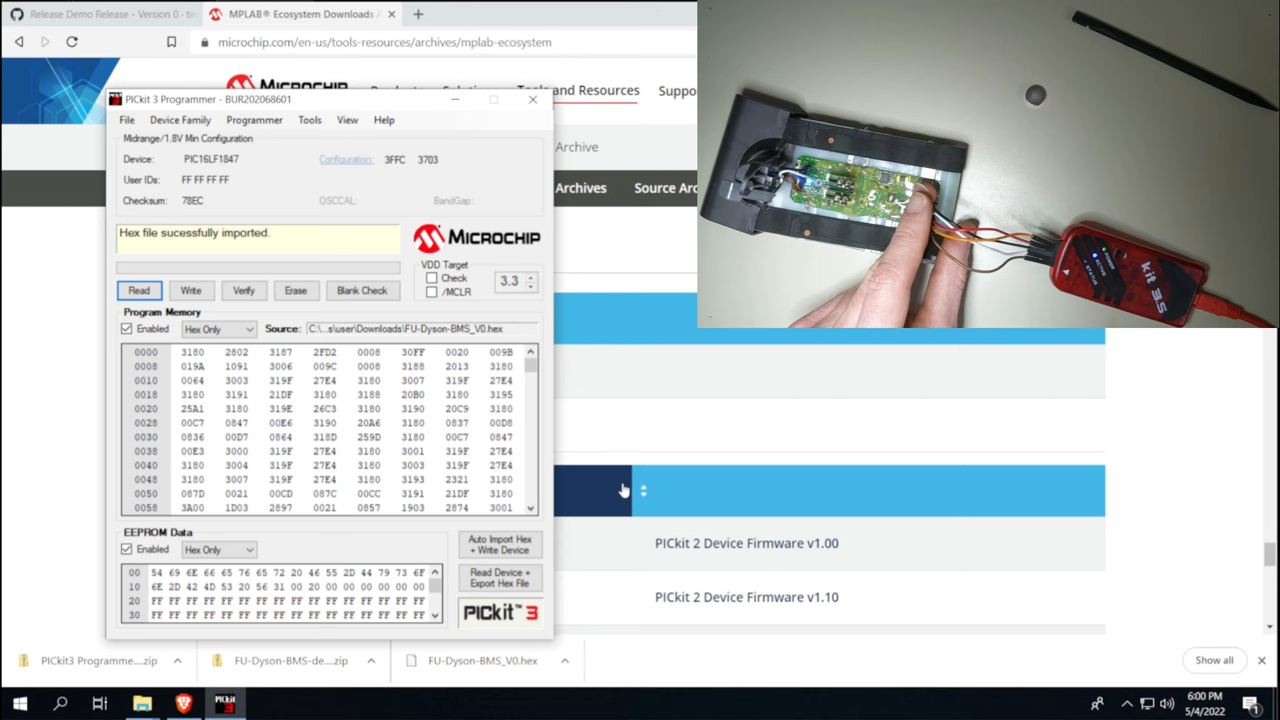 Release Demo Release - Version 0 · tin
MPLAB® Ecosystem Downloads A
microchip.com/en-us/tools-resources/archives/mplab-ecosystem
MICROCHIP
and Resources
Suppo
Archive
Archives
Source Arc
PICkit 3 Programmer - BUR202068601
File Device Family Programmer Tools View Help
Midrange/1.8V Min Configuration
Device: PIC16LF1847 Configuration: 3FFC 3703
User IDs: FF FF FF FF
Checksum: 78EC OSCCAL: BandGap:
Hex file sucessfully imported.
MICROCHIP
VDD Target
Check
/MCLR
3.3
Read Write Verify Erase Blank Check
Program Memory
Enabled Hex Only Source: C:\...s\user\Downloads\FU-Dyson-BMS_V0.hex
0000 3180 2802 3187 2FD2 0008 30FF 0020 009B
0008 019A 1091 3006 009C 0008 3188 2013 3180
0010 0064 3003 319F 27E4 3180 3007 319F 27E4
0018 3180 3191 21DF 3180 3188 20B0 3180 3195
0020 25A1 3180 319E 26C3 3180 3190 20C9 3180
0028 00C7 0847 00E6 3190 20A6 3180 0837 00D8
0030 0836 00D7 0864 318D 259D 3180 00C7 0847
0038 00E3 3000 319F 27E4 3180 3001 319F 27E4
0040 3180 3004 319F 27E4 3180 3003 319F 27E4
0048 3180 3007 319F 27E4 3180 3193 2321 3180
0050 087D 0021 00CD 087C 00CC 3191 21DF 3180
0058 3A00 1D03 2897 0021 0857 1903 2874 3001
EEPROM Data
Enabled Hex Only
00 54 69 6E 66 65 76 65 72 20 46 55 2D 44 79 73 6F
10 6E 2D 42 4D 53 20 56 31 00 20 00 00 00 00 00 00
20 FF FF FF FF FF FF FF FF FF FF FF FF FF FF FF FF
30 FF FF FF FF FF FF FF FF FF FF FF FF FF FF FF FF
Auto Import Hex
+ Write Device
Read Device +
Export Hex File
PICkit™ 3
PICkit 2 Device Firmware v1.00
PICkit 2 Device Firmware v1.10
POWER
ACTIVE
STATUS
kit 3.5
PICkit3 Programme....zip
FU-Dyson-BMS-de....zip
FU-Dyson-BMS_V0.hex
Show all
PICkit
3
6:00 PM
5/4/2022
1